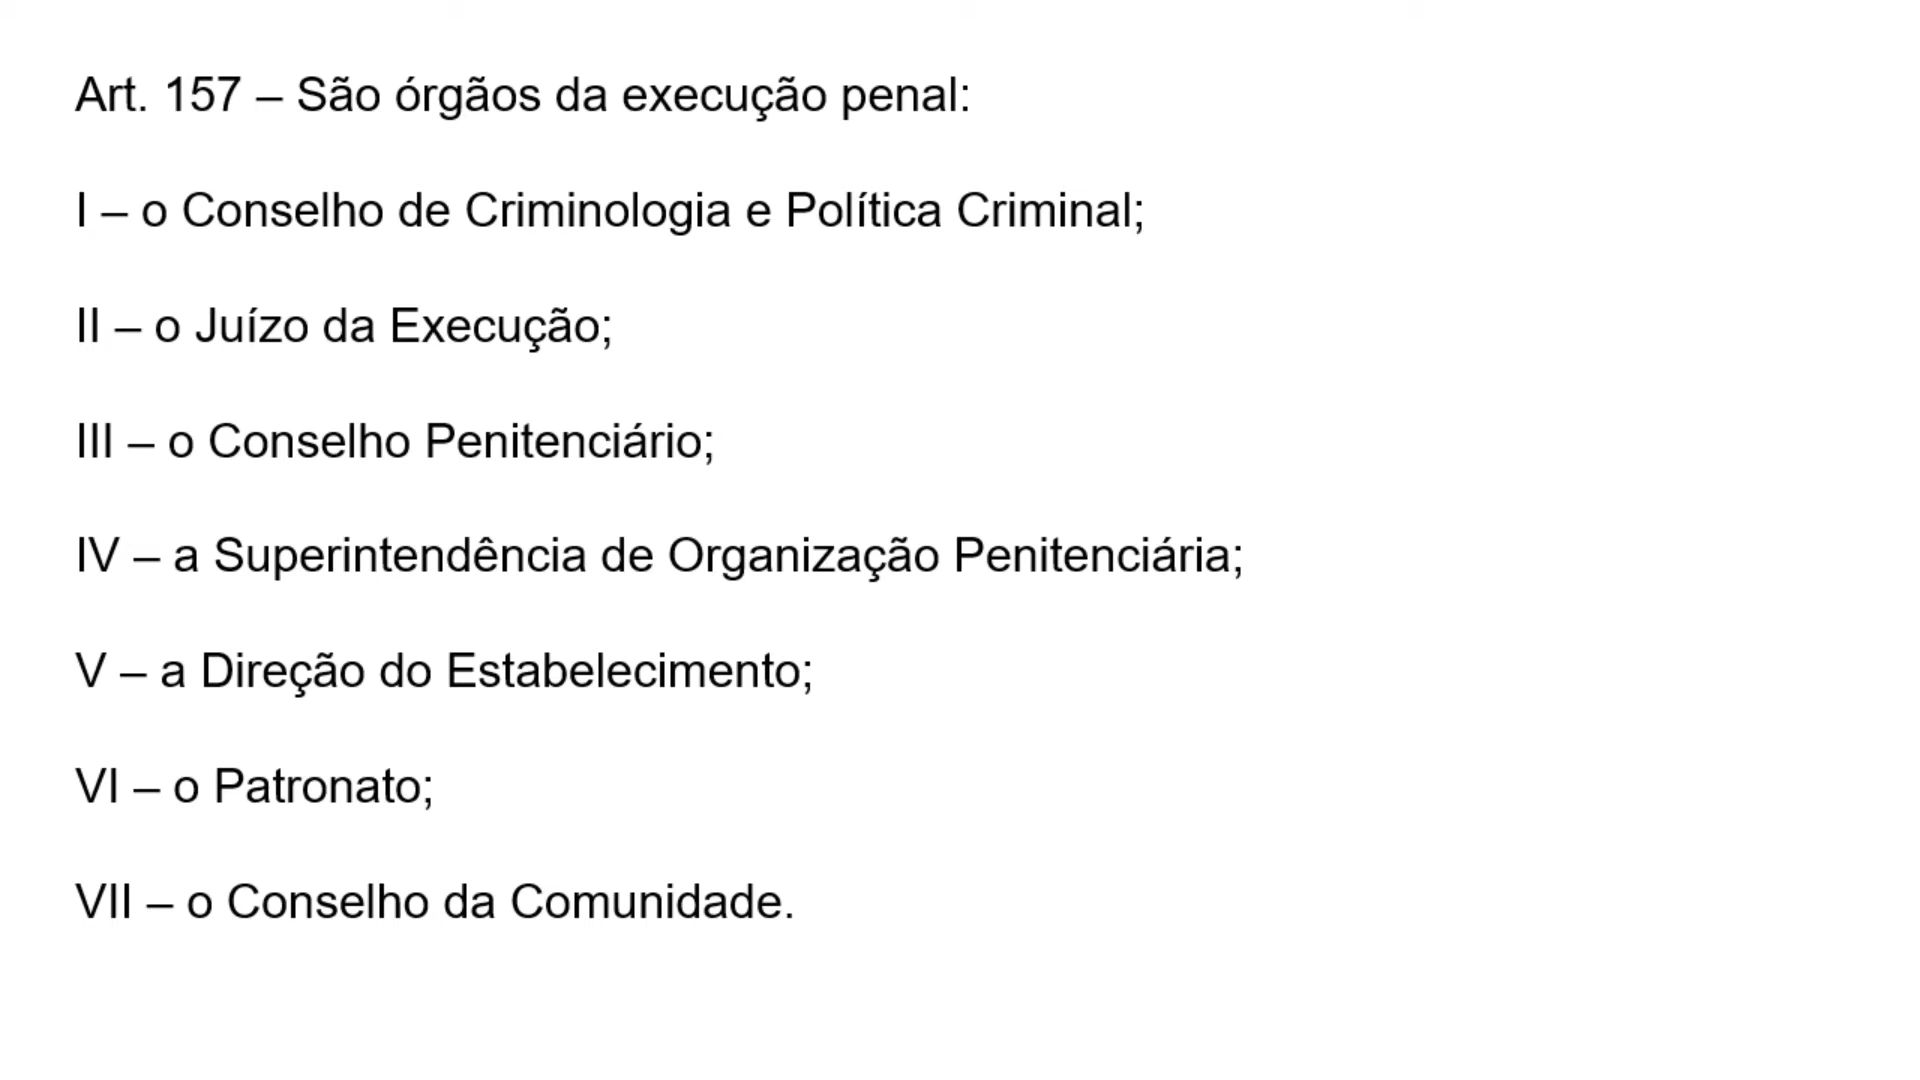 Art. 157 – São órgãos da execução penal:
I – o Conselho de Criminologia e Política Criminal;
II – o Juízo da Execução;
III – o Conselho Penitenciário;
IV – a Superintendência de Organização Penitenciária;
V – a Direção do Estabelecimento;
VI – o Patronato;
VII – o Conselho da Comunidade.